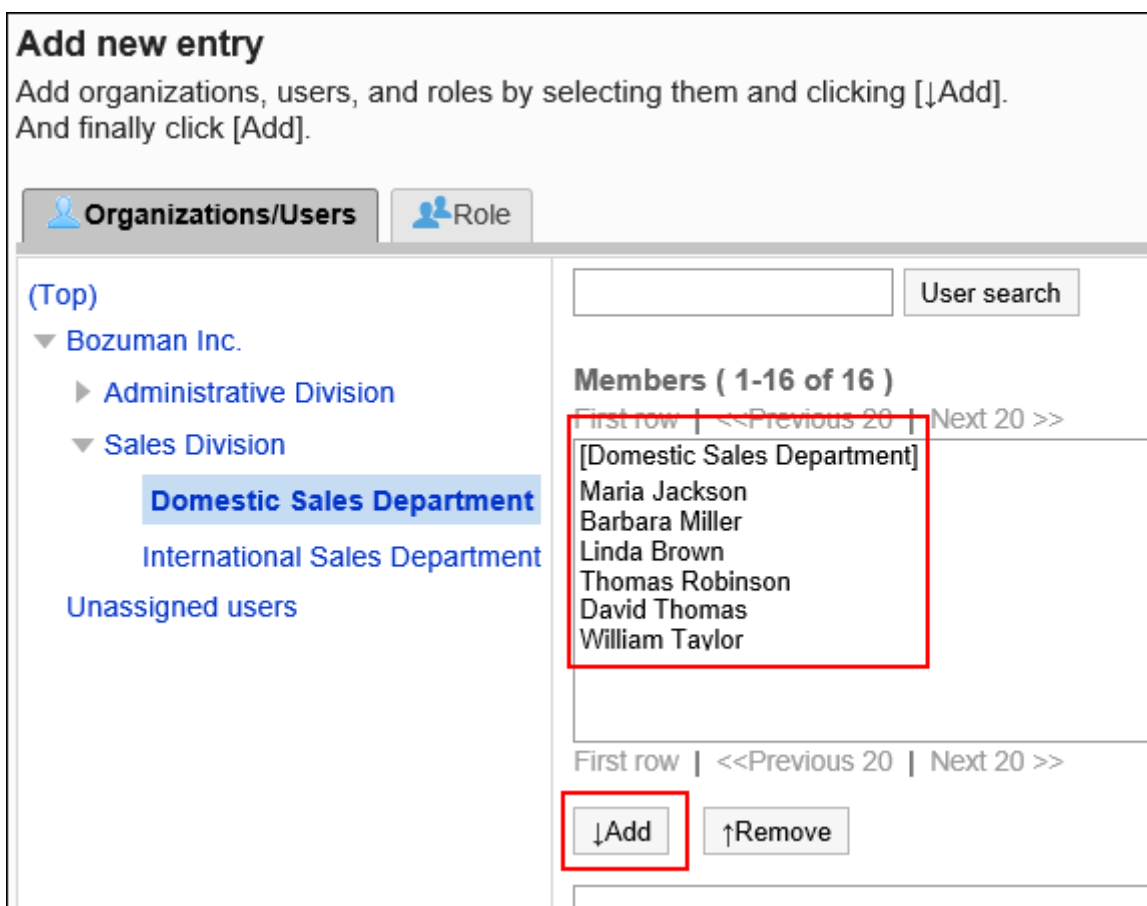 Add new entry
Add organizations, users, and roles by selecting them and clicking [↓Add].
And finally click [Add].
Organizations/Users
Role
(Top)
Bozuman Inc.
Administrative Division
Sales Division
Domestic Sales Department
International Sales Department
Unassigned users
User search
Members ( 1-16 of 16 )
First row | <<Previous 20 | Next 20 >>
[Domestic Sales Department]
Maria Jackson
Barbara Miller
Linda Brown
Thomas Robinson
David Thomas
William Taylor
First row | <<Previous 20 | Next 20 >>
↓Add
↑Remove